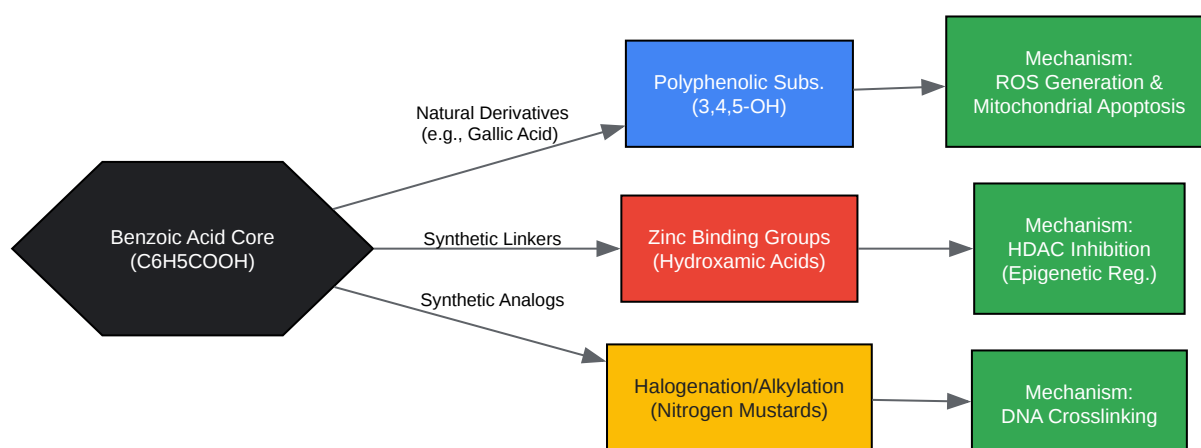 Natural Derivatives
(e.g., Gallic Acid)
Polyphenolic Subs.
(3,4,5-OH)
Mechanism:
ROS Generation &
Mitochondrial Apoptosis
Benzoic Acid Core
(C6H5COOH)
Synthetic Linkers
Zinc Binding Groups
(Hydroxamic Acids)
Mechanism:
HDAC Inhibition
(Epigenetic Reg.)
Synthetic Analogs
Halogenation/Alkylation
(Nitrogen Mustards)
Mechanism:
DNA Crosslinking